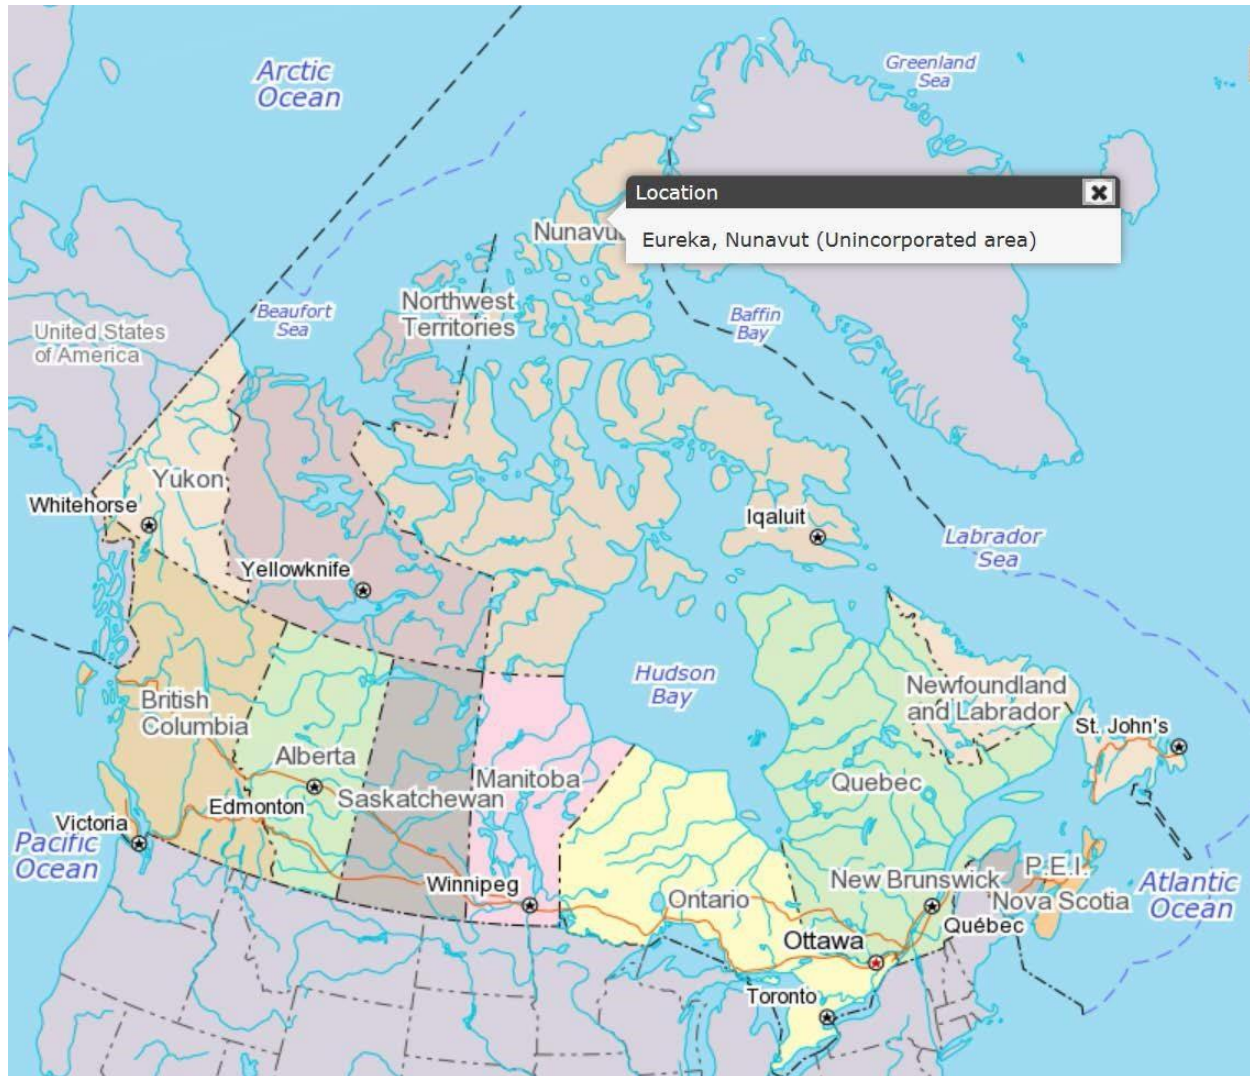 Arctic
Ocean
Greenland
Sea
Location
Nunavut
Eureka, Nunavut (Unincorporated area)
Beaufort
Sea
Northwest
Territories
Baffin
Bay
United States
of America
Yukon
Whitehorse
Iqaluit
Labrador
Sea
Yellowknife
Hudson
Bay
British
Columbia
Newfoundland
and Labrador
St. John's
Alberta
Manitoba
Quebec
Saskatchewan
Edmonton
Victoria
Pacific
Ocean
Winnipeg
Ontario
New Brunswick
P.E.I.
Nova Scotia
Atlantic
Ocean
Québec
Ottawa
Toronto